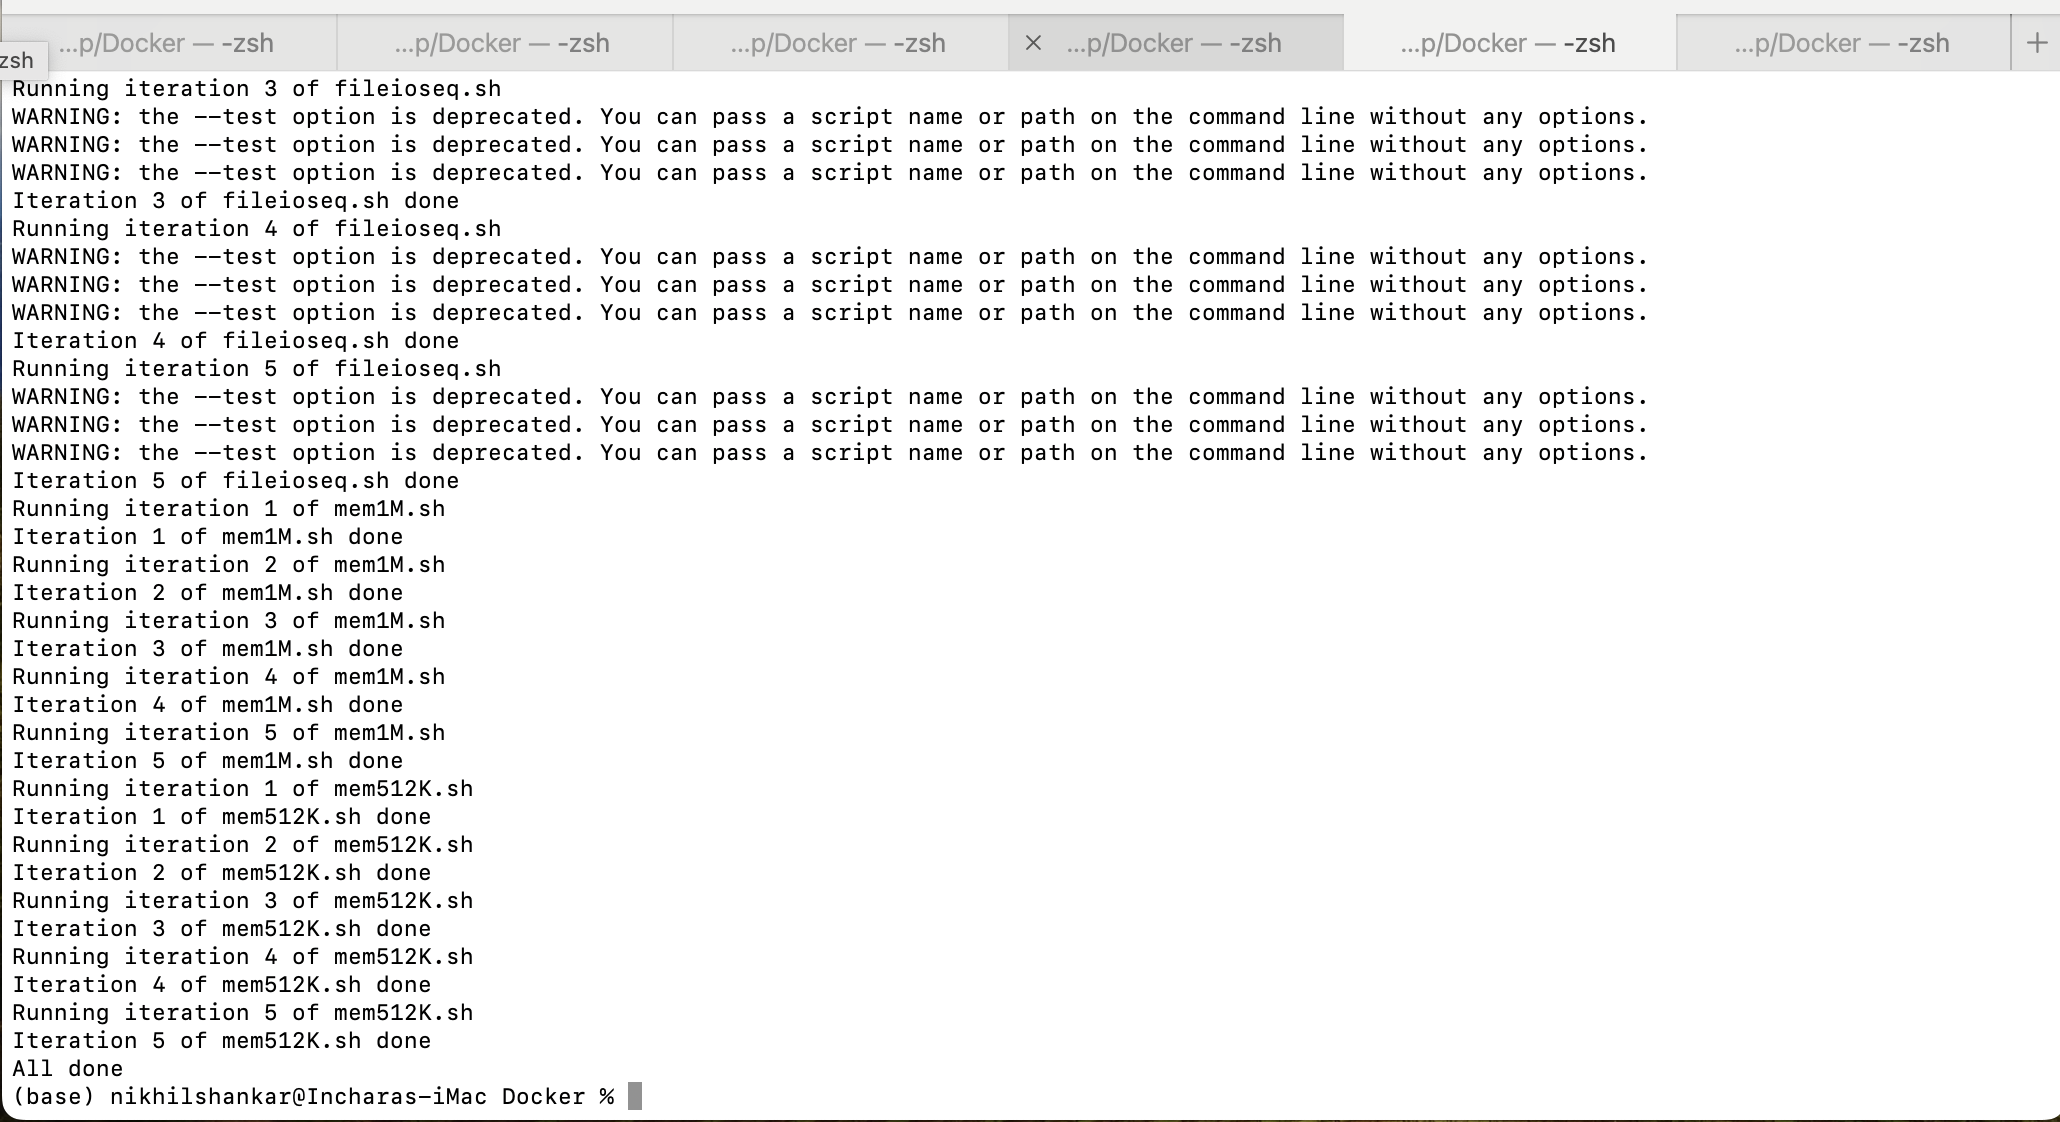 …p/Docker — -zsh
…p/Docker — -zsh
…p/Docker — -zsh
…p/Docker — -zsh
…p/Docker — -zsh
…p/Docker — -zsh
zsh
Running iteration 3 of fileioseq.sh
WARNING: the --test option is deprecated. You can pass a script name or path on the command line without any options.
WARNING: the --test option is deprecated. You can pass a script name or path on the command line without any options.
WARNING: the --test option is deprecated. You can pass a script name or path on the command line without any options.
Iteration 3 of fileioseq.sh done
Running iteration 4 of fileioseq.sh
WARNING: the --test option is deprecated. You can pass a script name or path on the command line without any options.
WARNING: the --test option is deprecated. You can pass a script name or path on the command line without any options.
WARNING: the --test option is deprecated. You can pass a script name or path on the command line without any options.
Iteration 4 of fileioseq.sh done
Running iteration 5 of fileioseq.sh
WARNING: the --test option is deprecated. You can pass a script name or path on the command line without any options.
WARNING: the --test option is deprecated. You can pass a script name or path on the command line without any options.
WARNING: the --test option is deprecated. You can pass a script name or path on the command line without any options.
Iteration 5 of fileioseq.sh done
Running iteration 1 of mem1M.sh
Iteration 1 of mem1M.sh done
Running iteration 2 of mem1M.sh
Iteration 2 of mem1M.sh done
Running iteration 3 of mem1M.sh
Iteration 3 of mem1M.sh done
Running iteration 4 of mem1M.sh
Iteration 4 of mem1M.sh done
Running iteration 5 of mem1M.sh
Iteration 5 of mem1M.sh done
Running iteration 1 of mem512K.sh
Iteration 1 of mem512K.sh done
Running iteration 2 of mem512K.sh
Iteration 2 of mem512K.sh done
Running iteration 3 of mem512K.sh
Iteration 3 of mem512K.sh done
Running iteration 4 of mem512K.sh
Iteration 4 of mem512K.sh done
Running iteration 5 of mem512K.sh
Iteration 5 of mem512K.sh done
All done
(base) nikhilshankar@Incharas-iMac Docker %